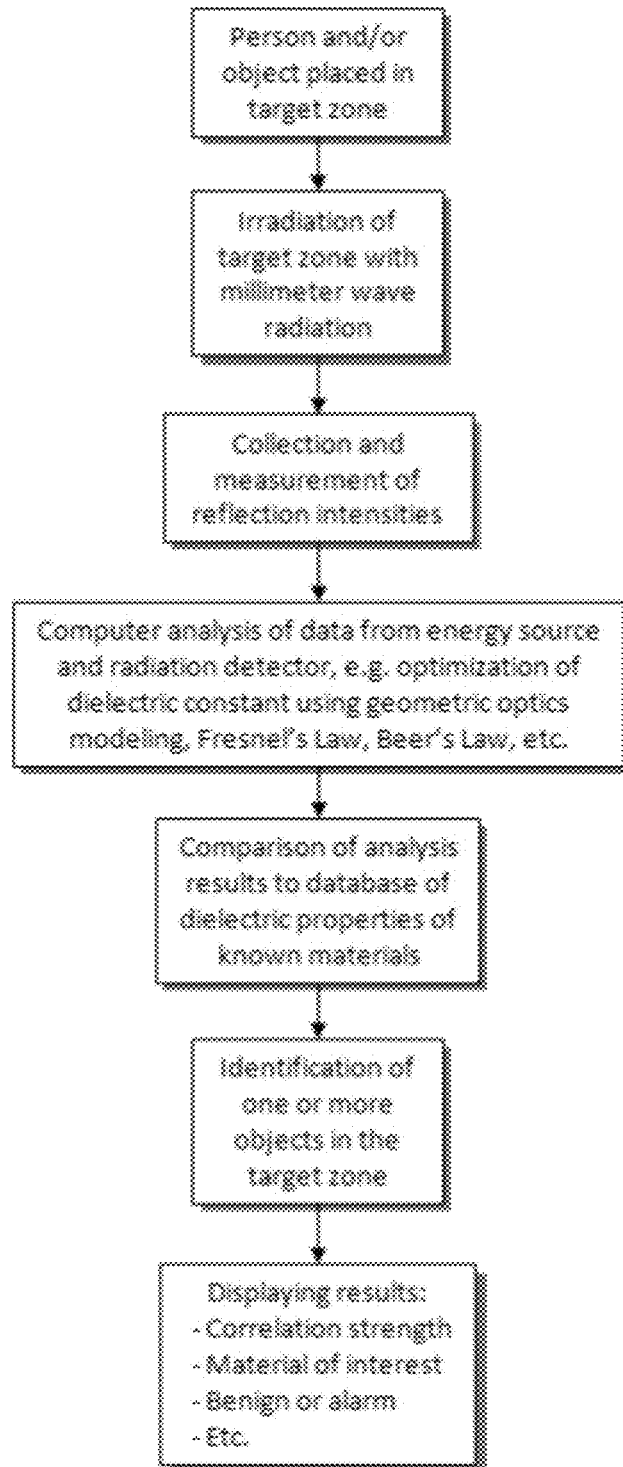 Person and/or
object placed in
target zone
Irradiation of
target zone with
millimeter wave
radiation
Collection and
measurement of
reflection intensities
Computer analysis of data from energy source
and radiation detector, e.g. optimization of
dielectric constant using geometric optics
modeling, Fresnel's Law, Beer's Law, etc.
Comparison of analysis
results to database of
dielectric properties of
known materials
Identification of
one or more
objects in the
target zone
Displaying results:
- Correlation strength
- Material of interest
- Benign or alarm
- Etc.